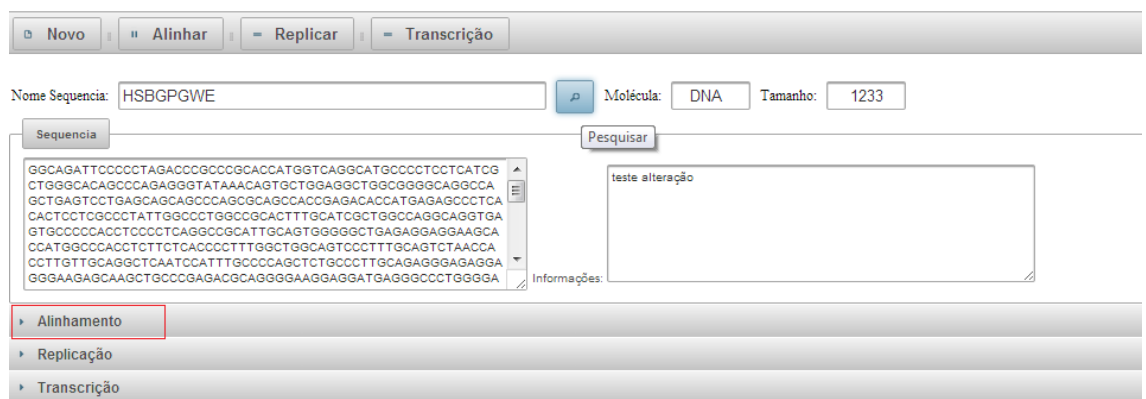 Novo Alinhar Replicar Transcrição
Nome Sequencia: HSBGPGWE Molécula: DNA Tamanho: 1233
Pesquisar
Sequencia
GGCAGATTCCCCCTAGACCCGCCCGCACCATGGTCAGGCATGCCCCTCCTCATCG
CTGGGCACAGCCCAGAGGGTATAAACAGTGCTGGAGGCTGGCGGGGCAGGCCA
GCTGAGTCCTGAGCAGCAGCCCAGCGCAGCCACCGAGACACCATGAGAGCCCTCA
CACTCCTCGCCCTATTGGCCCTGGCCGCACTTTGCATCGCTGGCCAGGCAGGTGA
GTGCCCCCACCTCCCCTCAGGCCGCATTGCAGTGGGGGCTGAGAGGAGGAAGCA
CCATGGCCCACCTCTTCTCACCCCTTTGGCTGGCAGTCCCTTTGCAGTCTAACCA
CCTTGTTGCAGGCTCAATCCATTTGCCCCAGCTCTGCCCTTGCAGAGGGAGAGGA
GGGAAGAGCAAGCTGCCCGAGACGCAGGGGAAGGAGGATGAGGGCCCTGGGGA
Informações:
teste alteração
Alinhamento
Replicação
Transcrição